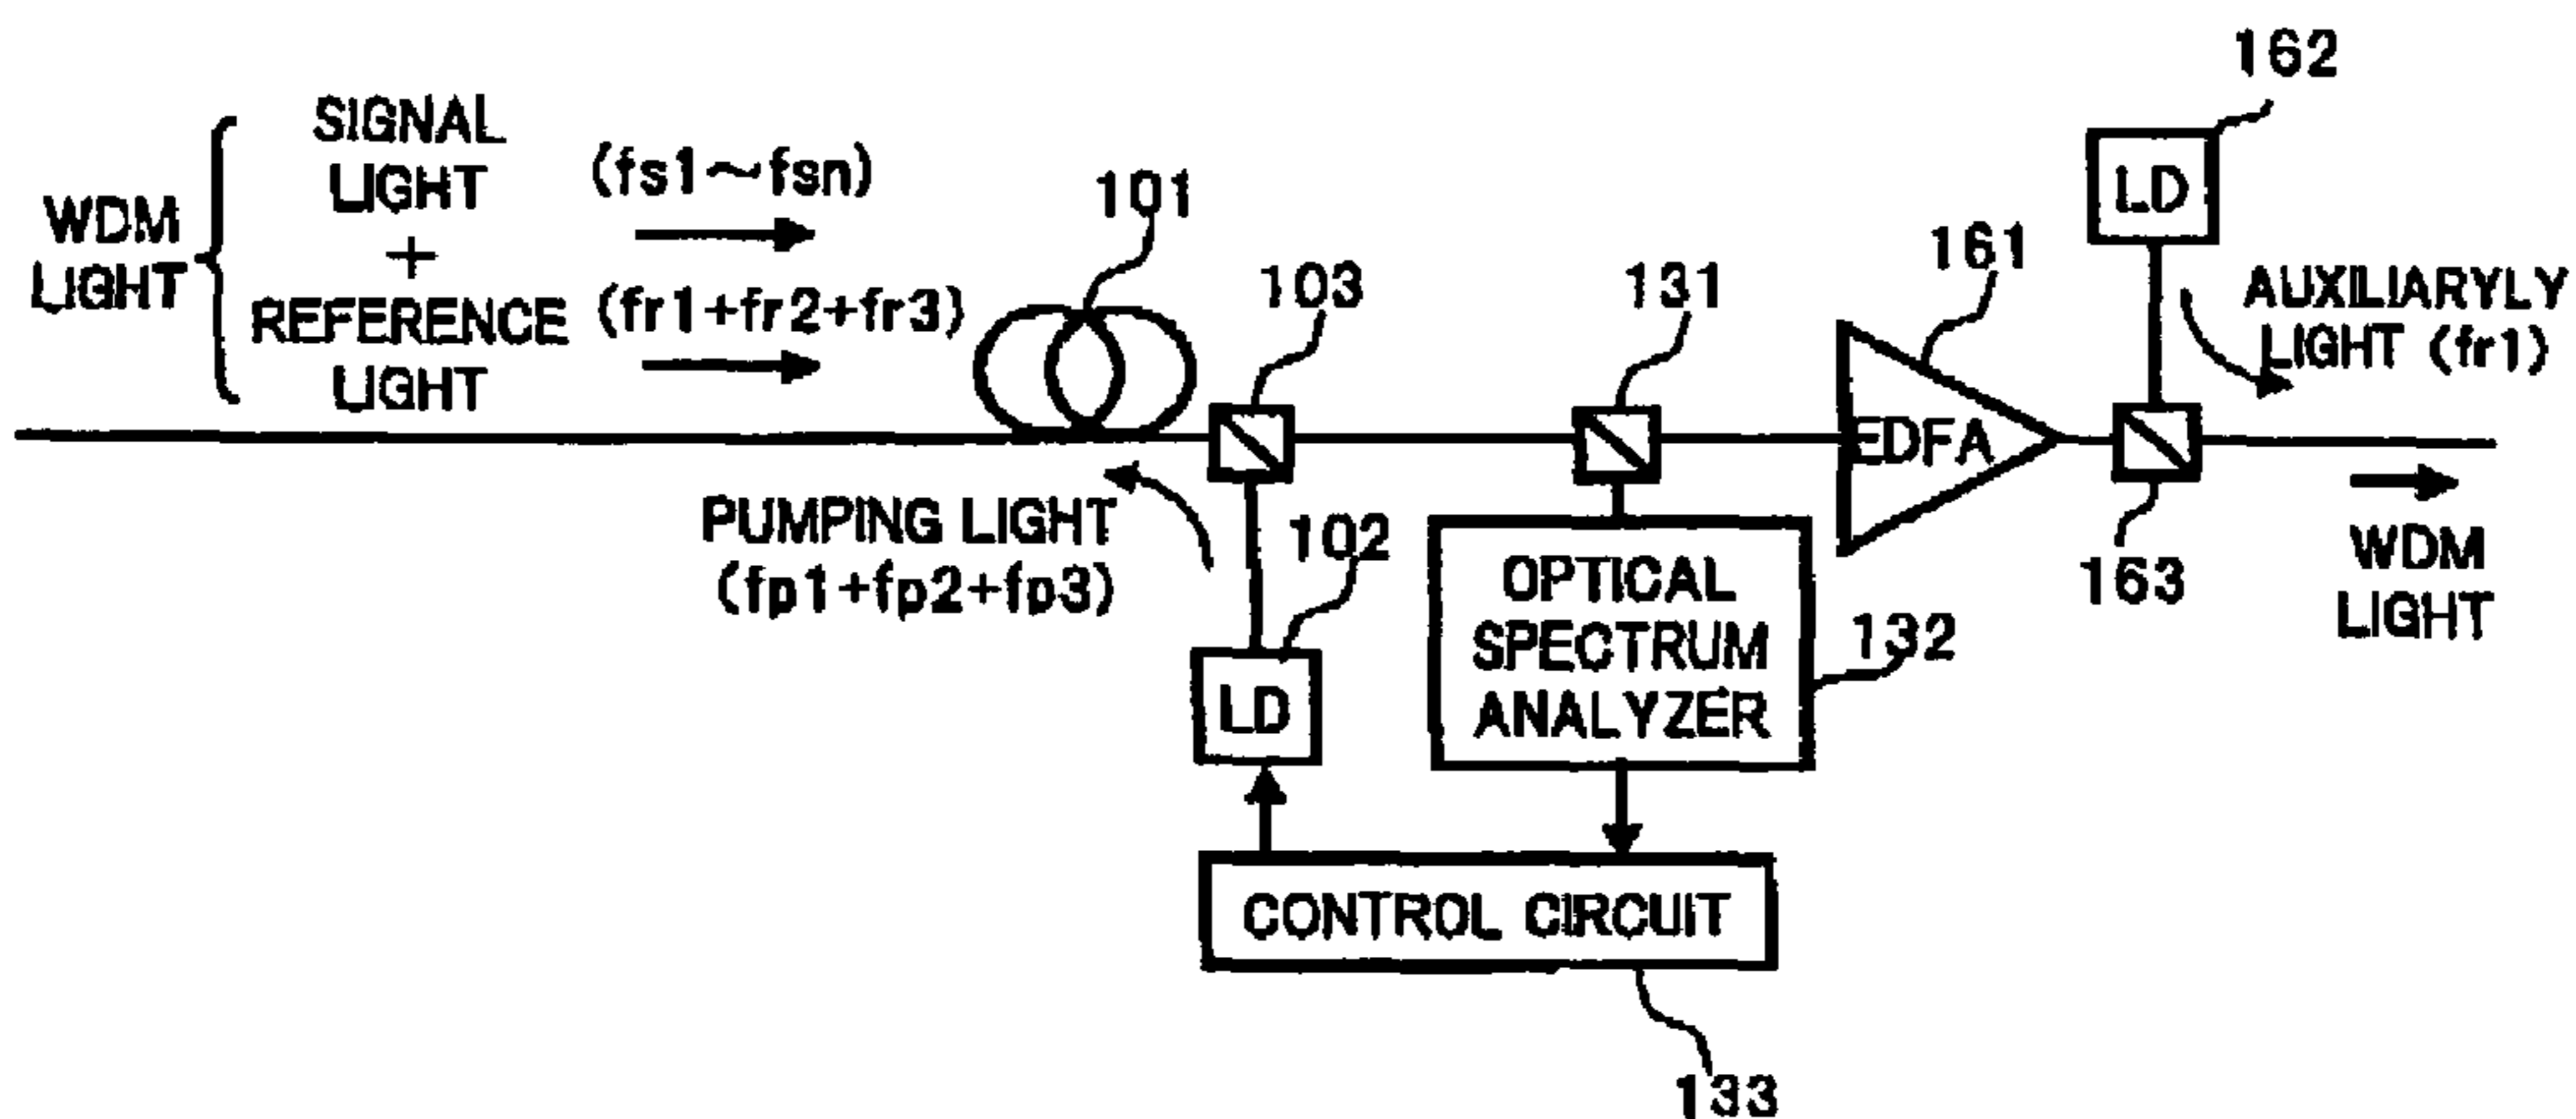 WDM
LIGHT
SIGNAL
LIGHT
+
REFERENCE
LIGHT
(fs1~fsn)
(fr1+fr2+fr3)
101
103
131
161
162
LD
AUXILIARYLY
LIGHT (fr1)
EDFA
163
WDM
LIGHT
PUMPING LIGHT
(fp1+fp2+fp3)
102
LD
OPTICAL
SPECTRUM
ANALYZER
132
CONTROL CIRCUIT
133